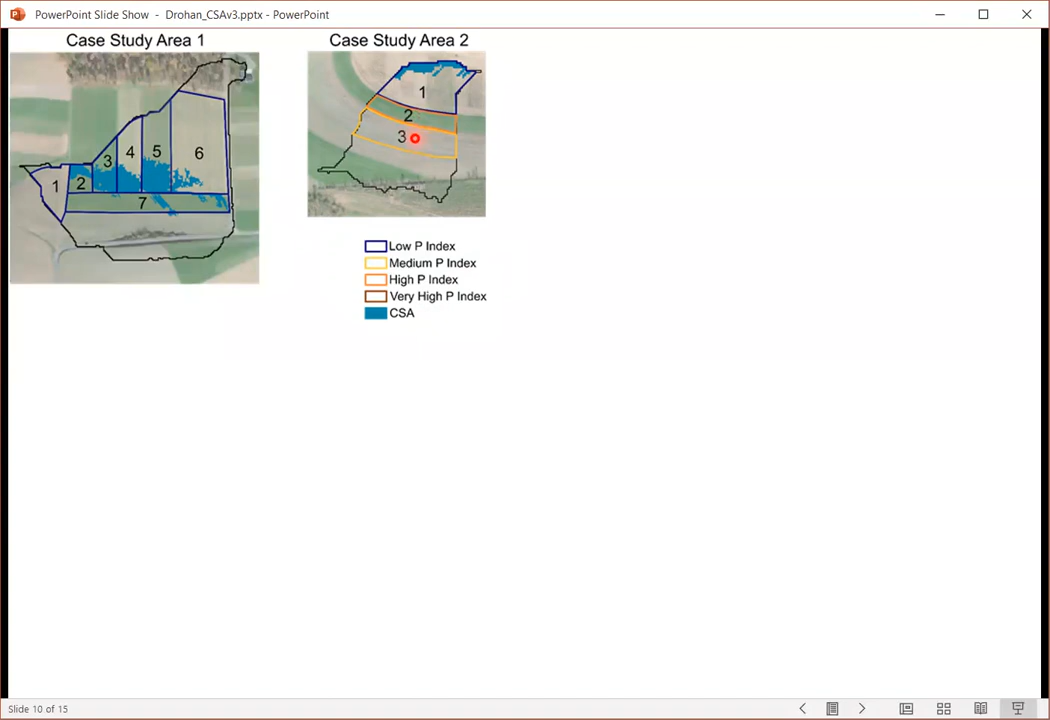 PowerPoint Slide Show - Drohan_CSAv3.pptx - PowerPoint
Case Study Area 1
1
2
3
4
5
6
7
Case Study Area 2
1
2
3
Low P Index
Medium P Index
High P Index
Very High P Index
CSA
Slide 10 of 15